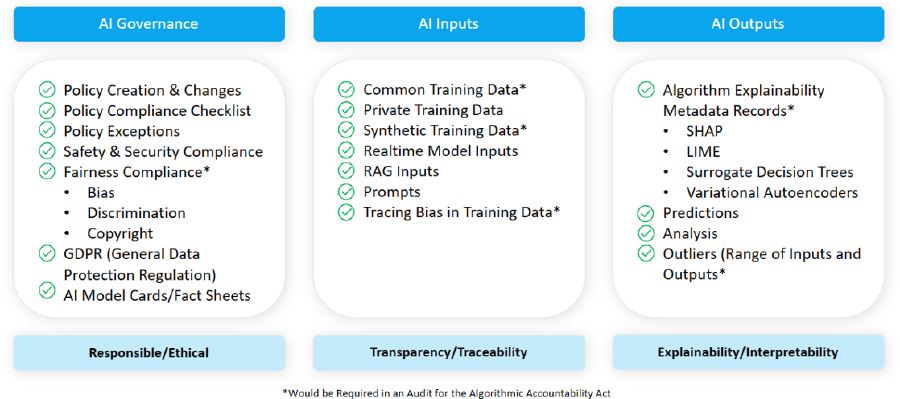 AI Governance
Policy Creation & Changes
Policy Compliance Checklist
Policy Exceptions
Safety & Security Compliance
Fairness Compliance*
• Bias
• Discrimination
• Copyright
GDPR (General Data
Protection Regulation)
AI Model Cards/Fact Sheets
Responsible/Ethical
AI Inputs
Common Training Data*
Private Training Data
Synthetic Training Data*
Realtime Model Inputs
RAG Inputs
Prompts
Tracing Bias in Training Data*
Transparency/Traceability
AI Outputs
Algorithm Explainability
Metadata Records*
• SHAP
• LIME
• Surrogate Decision Trees
• Variational Autoencoders
Predictions
Analysis
Outliers (Range of Inputs and
Outputs*
Explainability/Interpretability
*Would be Required in an Audit for the Algorithmic Accountability Act